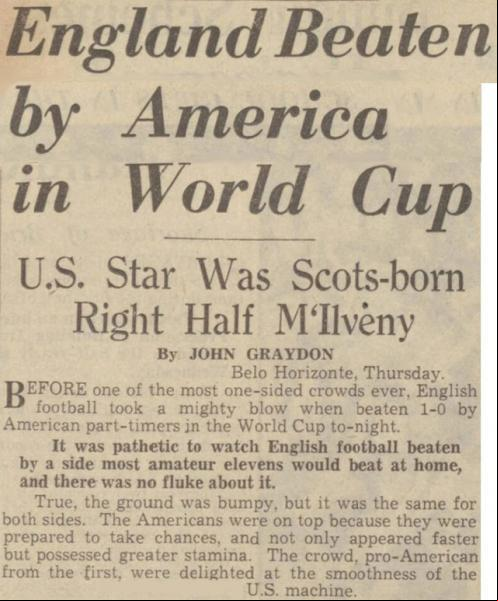 England Beaten
by America
in World Cup
U.S. Star Was Scots-born
Right Half M'Ilveny
By JOHN GRAYDON
Belo Horizonte, Thursday.
BEFORE one of the most one-sided crowds ever, English
football took a mighty blow when beaten 1-0 by
American part-timers in the World Cup to-night.
It was pathetic to watch English football beaten
by a side most amateur elevens would beat at home,
and there was no fluke about it.
True, the ground was bumpy, but it was the same for
both sides. The Americans were on top because they were
prepared to take chances, and not only appeared faster
but possessed greater stamina. The crowd, pro-American
from the first, were delighted at the smoothness of the
U.S. machine.